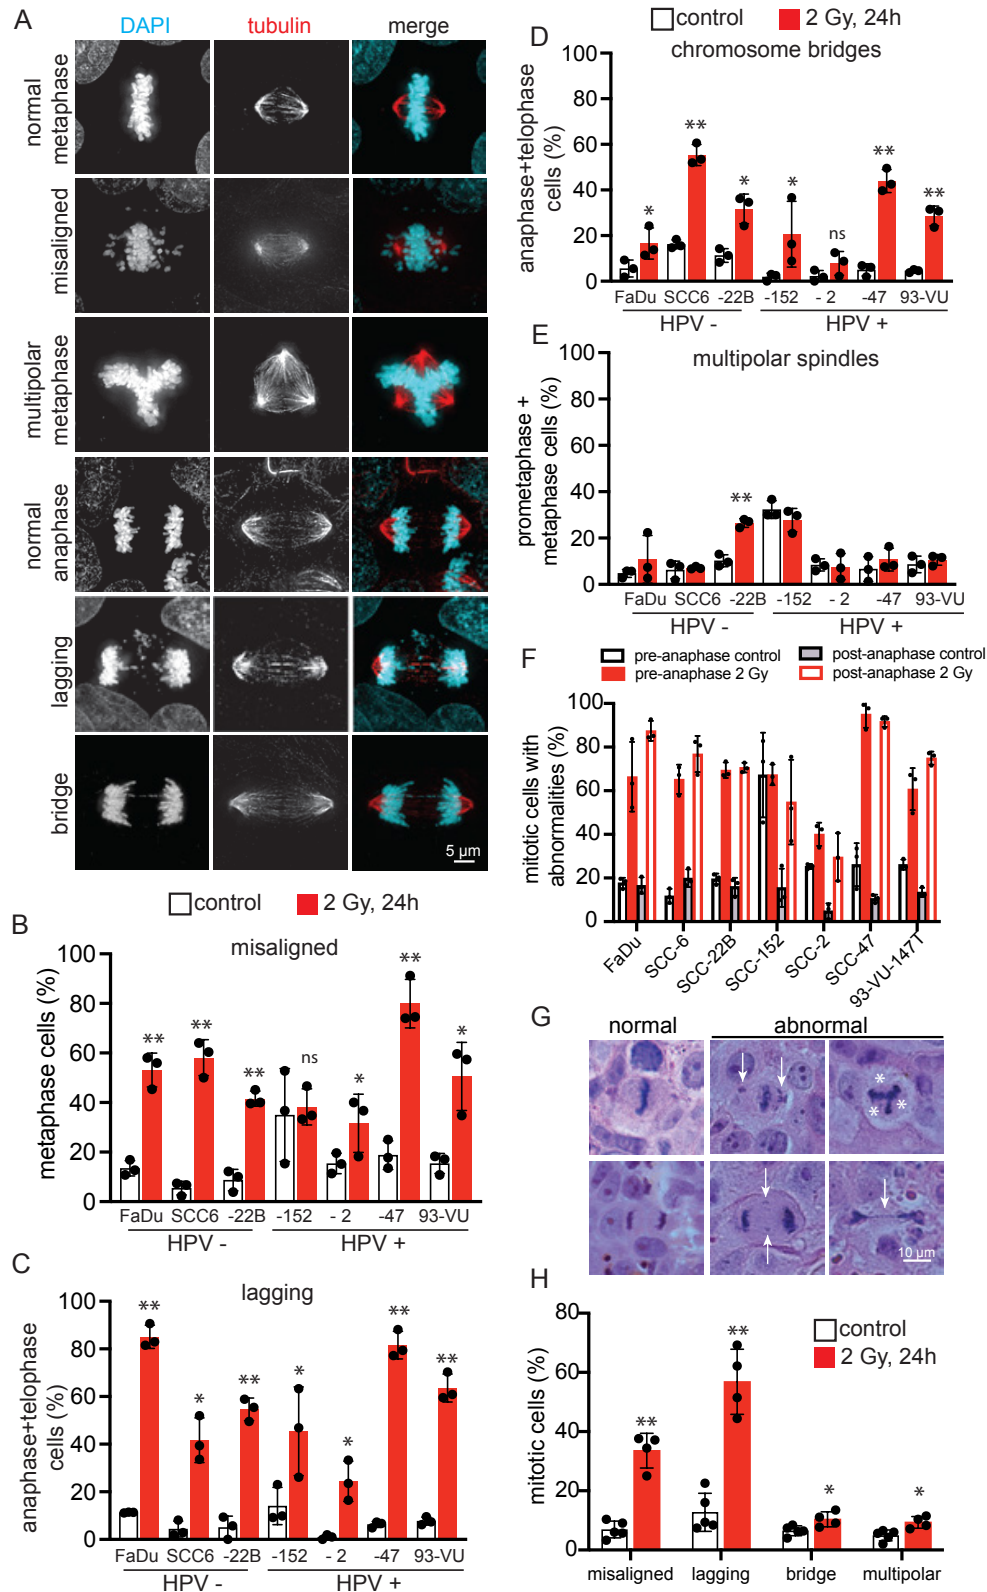 A
DAPI
tubulin
merge
normal
metaphase
misaligned
multipolar
metaphase
normal
anaphase
lagging
bridge
5 µm
control
2 Gy, 24h
B
misaligned
metaphase cells (%)
100
80
60
40
20
0
**
**
**
ns
*
**
*
FaDu SCC6 -22B -152 - 2 -47 93-VU
HPV - HPV +
C
lagging
anaphase+telophase
cells (%)
100
80
60
40
20
0
**
*
**
*
*
**
**
FaDu SCC6 -22B -152 - 2 -47 93-VU
HPV - HPV +
control
2 Gy, 24h
D
chromosome bridges
anaphase+telophase
cells (%)
100
80
60
40
20
0
*
**
*
*
ns
**
**
FaDu SCC6 -22B -152 - 2 -47 93-VU
HPV - HPV +
E
multipolar spindles
prometaphase +
metaphase cells (%)
100
80
60
40
20
0
**
FaDu SCC6 -22B -152 - 2 -47 93-VU
HPV - HPV +
F
pre-anaphase control
pre-anaphase 2 Gy
post-anaphase control
post-anaphase 2 Gy
mitotic cells with
abnormalities (%)
100
80
60
40
20
0
FaDu
SCC-6
SCC-22B
SCC-152
SCC-2
SCC-47
93-VU-147T
G
normal
abnormal
*
*
*
10 µm
H
control
2 Gy, 24h
mitotic cells (%)
80
60
40
20
0
**
**
*
*
misaligned lagging bridge multipolar